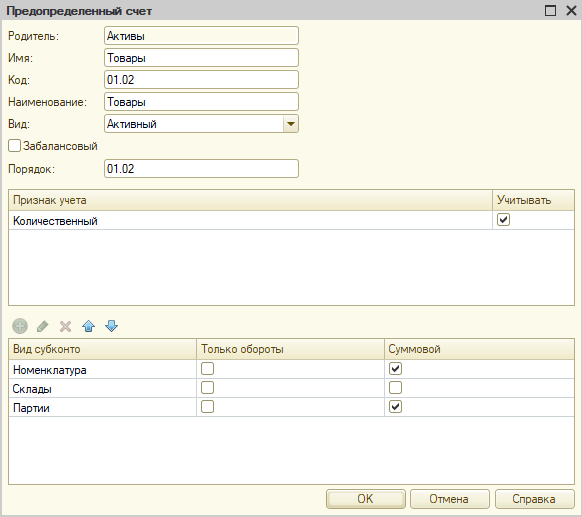 Предопределенный счет
Родитель: Активы
Имя: Товары
Код: 01.02
Наименование: Товары
Вид: Активный
Забалансовый
Порядок: 01.02
Признак учета Учитывать
Количественный
Вид субконто Только обороты Суммовой
Номенклатура
Склады
Партии
OK Отмена Справка